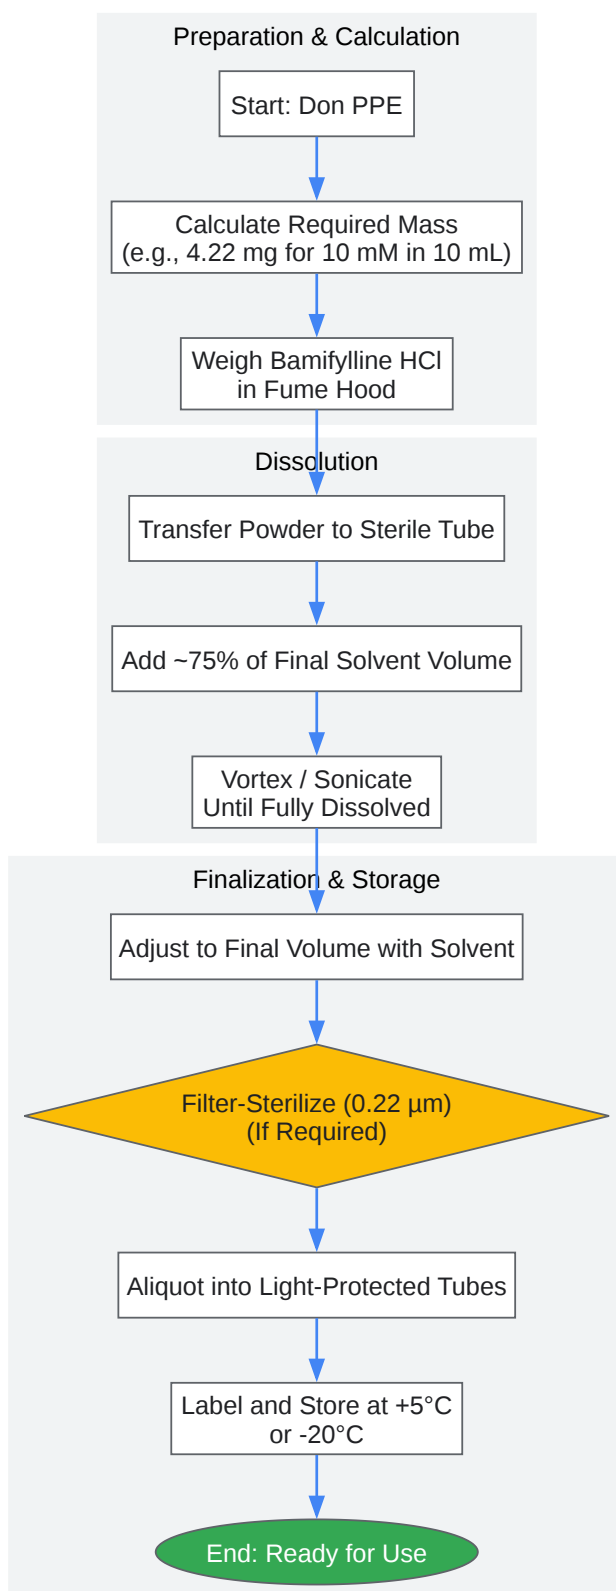 Preparation & Calculation
Start: Don PPE
Calculate Required Mass
(e.g., 4.22 mg for 10 mM in 10 mL)
Weigh Bamifylline HCl
in Fume Hood
Dissolution
Transfer Powder to Sterile Tube
Add ~75% of Final Solvent Volume
Vortex / Sonicate
Until Fully Dissolved
Finalization & Storage
Adjust to Final Volume with Solvent
Filter-Sterilize (0.22 µm)
(If Required)
Aliquot into Light-Protected Tubes
Label and Store at +5°C
or -20°C
End: Ready for Use